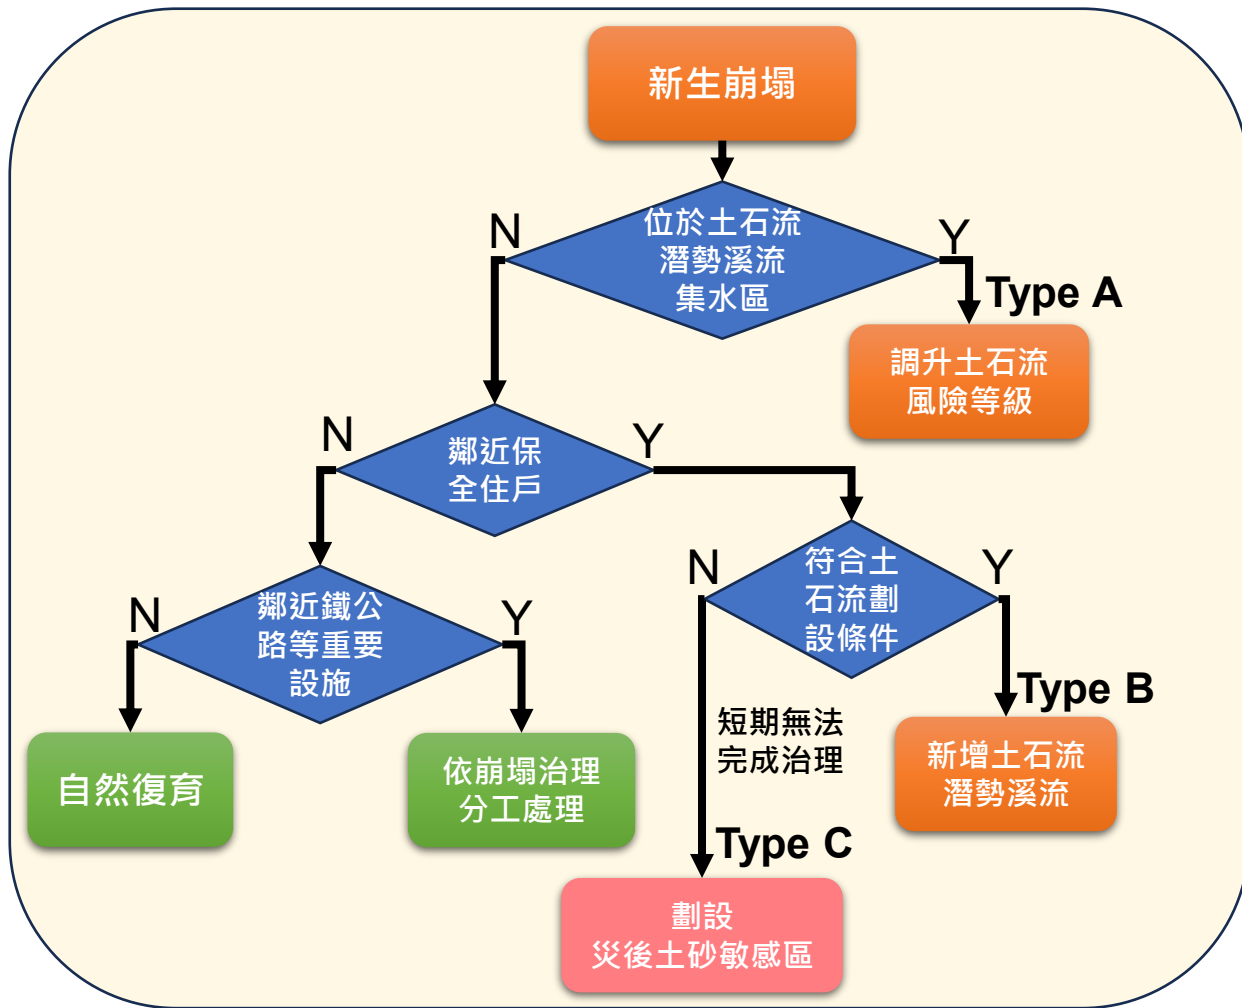 新生崩塌
位於土石流
潛勢溪流
集水區
N
Y
Type A
調升土石流
風險等級
鄰近保
全住戶
N
Y
鄰近鐵公
路等重要
設施
N
Y
符合土
石流劃
設條件
N
Y
短期無法
完成治理
Type B
新增土石流
潛勢溪流
自然復育
依崩塌治理
分工處理
Type C
劃設
災後土砂敏感區